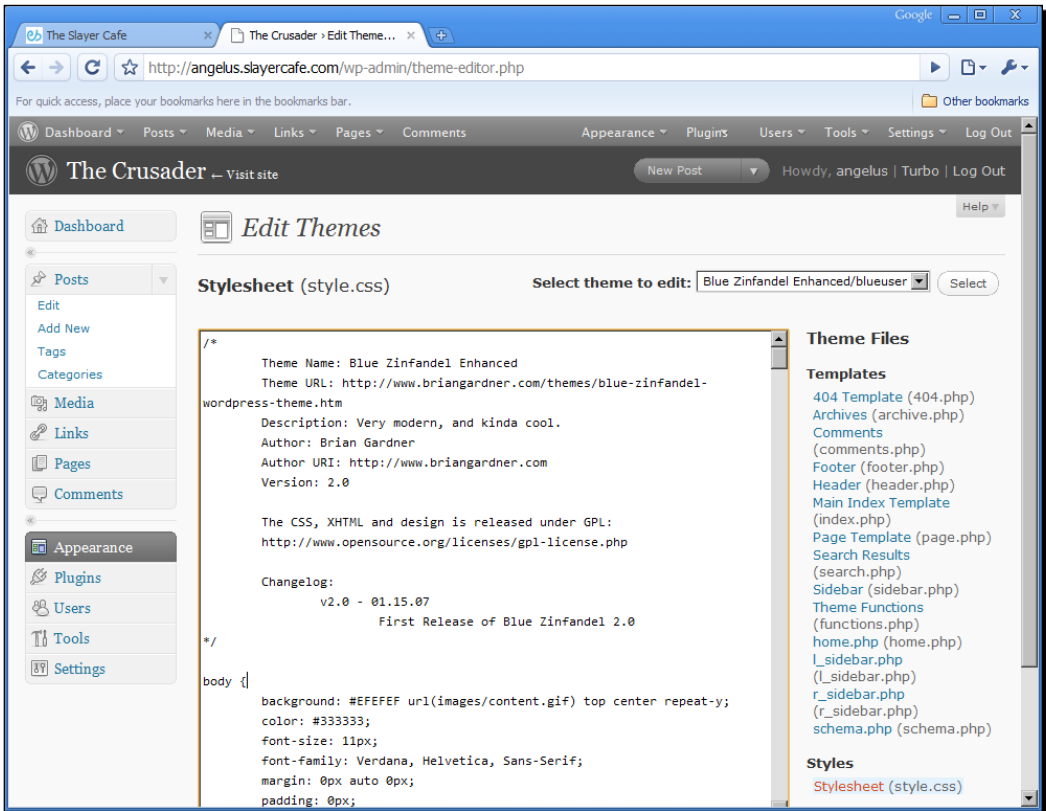 Google
The Slayer Cafe
The Crusader › Edit Theme...
http://angelus.slayercafe.com/wp-admin/theme-editor.php
For quick access, place your bookmarks here in the bookmarks bar.
Other bookmarks
Dashboard Posts Media Links Pages Comments Appearance Plugins Users Tools Settings Log Out
The Crusader ← Visit site
New Post
Howdy, angelus | Turbo | Log Out
Help
Dashboard
Posts
Edit
Add New
Tags
Categories
Media
Links
Pages
Comments
Appearance
Plugins
Users
Tools
Settings
Edit Themes
Stylesheet (style.css)
Select theme to edit: Blue Zinfandel Enhanced/blueuser Select
/*
Theme Name: Blue Zinfandel Enhanced
Theme URL: http://www.briangardner.com/themes/blue-zinfandel-
wordpress-theme.htm
Description: Very modern, and kinda cool.
Author: Brian Gardner
Author URI: http://www.briangardner.com
Version: 2.0
The CSS, XHTML and design is released under GPL:
http://www.opensource.org/licenses/gpl-license.php
Changelog:
v2.0 - 01.15.07
First Release of Blue Zinfandel 2.0
*/
body {
background: #EFEFEF url(images/content.gif) top center repeat-y;
color: #333333;
font-size: 11px;
font-family: Verdana, Helvetica, Sans-Serif;
margin: 0px auto 0px;
padding: 0px;
Theme Files
Templates
404 Template (404.php)
Archives (archive.php)
Comments
(comments.php)
Footer (footer.php)
Header (header.php)
Main Index Template
(index.php)
Page Template (page.php)
Search Results
(search.php)
Sidebar (sidebar.php)
Theme Functions
(functions.php)
home.php (home.php)
l_sidebar.php
(l_sidebar.php)
r_sidebar.php
(r_sidebar.php)
schema.php (schema.php)
Styles
Stylesheet (style.css)